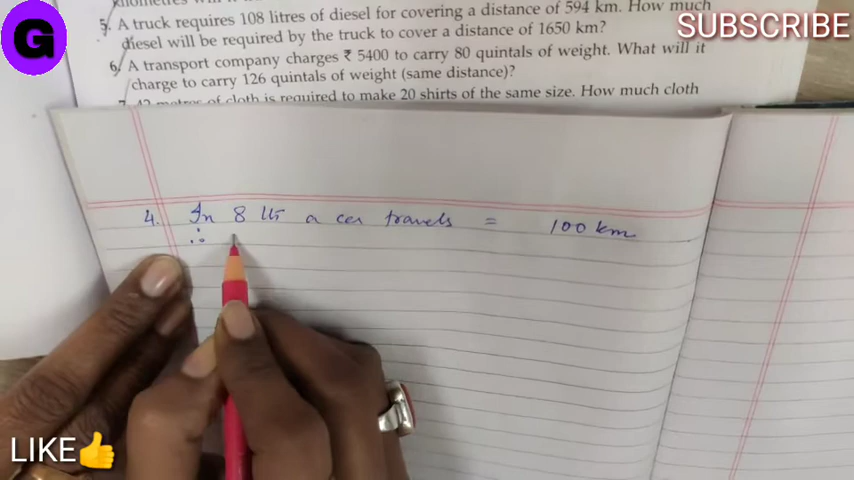 G
SUBSCRIBE
5. A truck requires 108 litres of diesel for covering a distance of 594 km. How much
diesel will be required by the truck to cover a distance of 1650 km?
6. A transport company charges ₹ 5400 to carry 80 quintals of weight. What will it
charge to carry 126 quintals of weight (same distance)?
7. 42 metres of cloth is required to make 20 shirts of the same size. How much cloth
4. In 8 ltr a car travels = 100 km
∴
LIKE👍